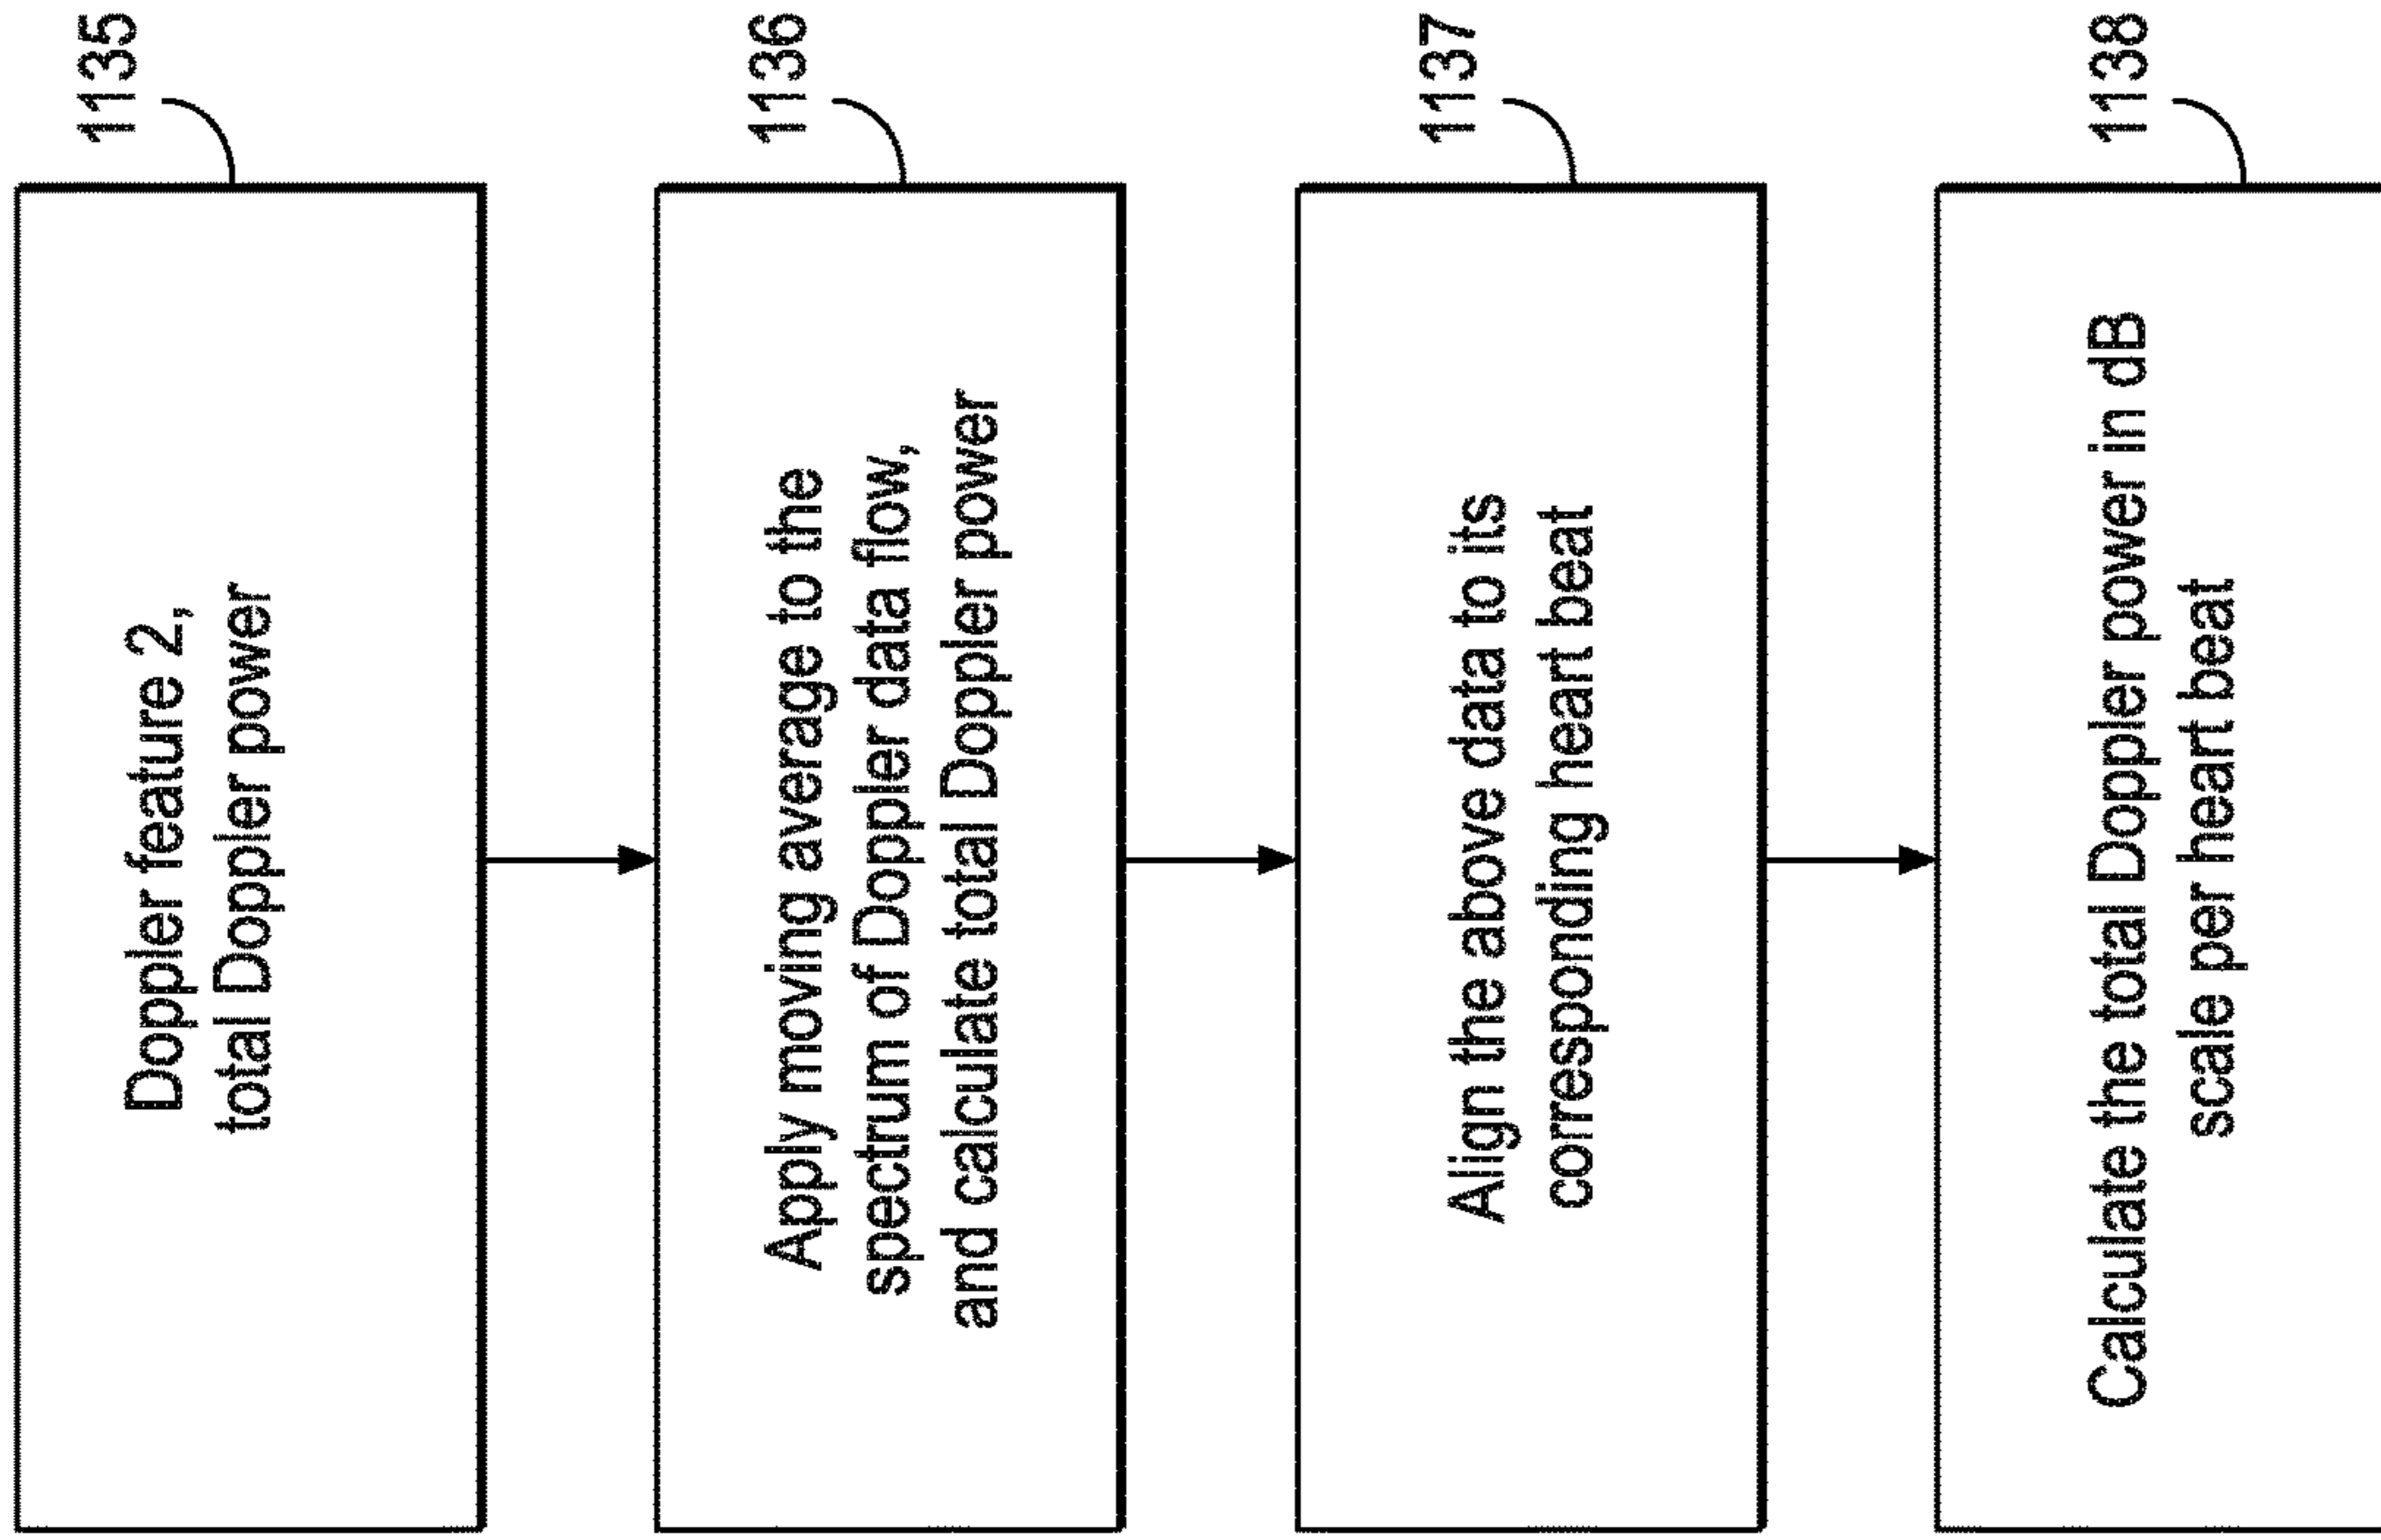 1135
Doppler feature 2,
total Doppler power
1136
Apply moving average to the
spectrum of Doppler data flow,
and calculate total Doppler power
1137
Align the above data to its
corresponding heart beat
1138
Calculate the total Doppler power in dB
scale per heart beat